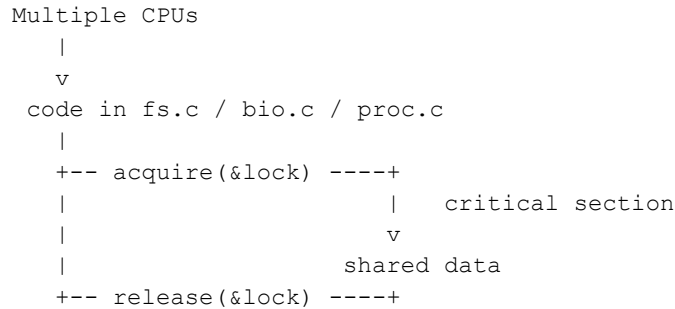 Multiple CPUs
   |
   v
 code in fs.c / bio.c / proc.c
   |
   +-- acquire(&lock) ----+
   |                      |   critical section
   |                      v
   |                   shared data
   +-- release(&lock) ----+